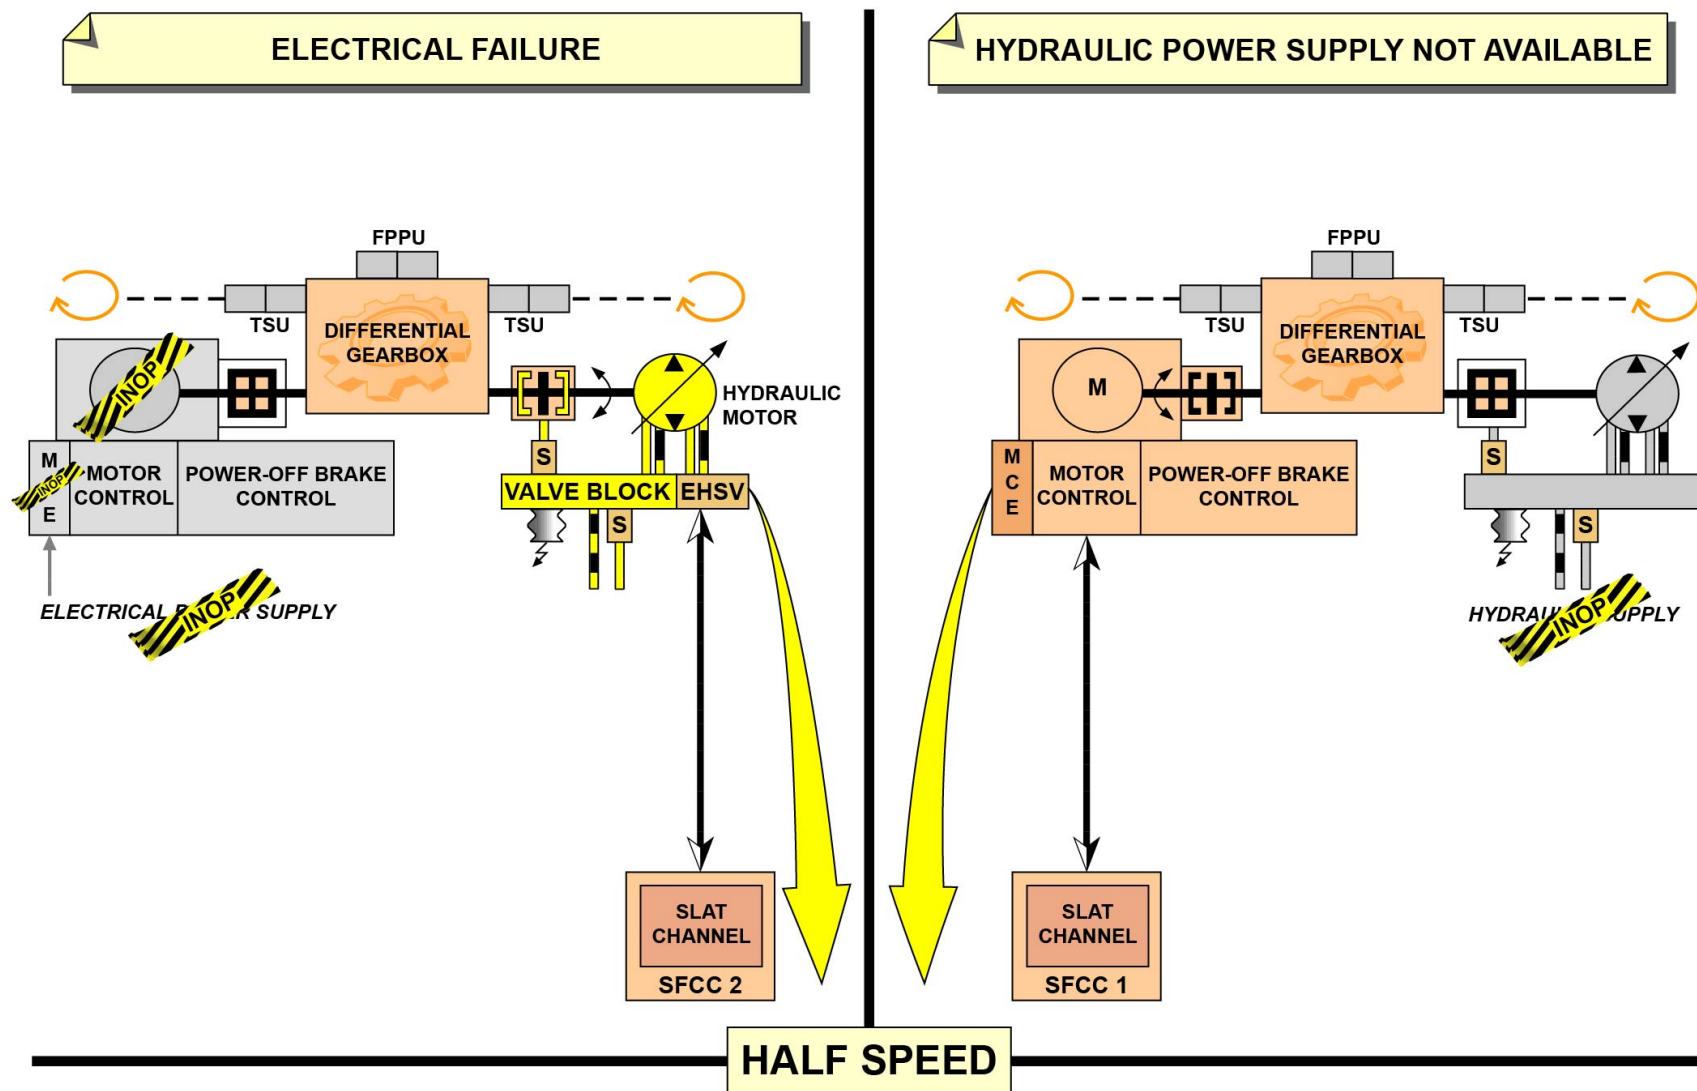 ELECTRICAL FAILURE
FPPU
TSU
TSU
DIFFERENTIAL
GEARBOX
INOP
HYDRAULIC
MOTOR
M
E
INOP
MOTOR
CONTROL
POWER-OFF BRAKE
CONTROL
S
VALVE BLOCK
EHSV
S
ELECTRICAL SUPPLY
INOP
SLAT
CHANNEL
SFCC 2
HYDRAULIC POWER SUPPLY NOT AVAILABLE
FPPU
TSU
TSU
DIFFERENTIAL
GEARBOX
M
M
C
E
MOTOR
CONTROL
POWER-OFF BRAKE
CONTROL
S
S
INOP
SLAT
CHANNEL
SFCC 1
HALF SPEED